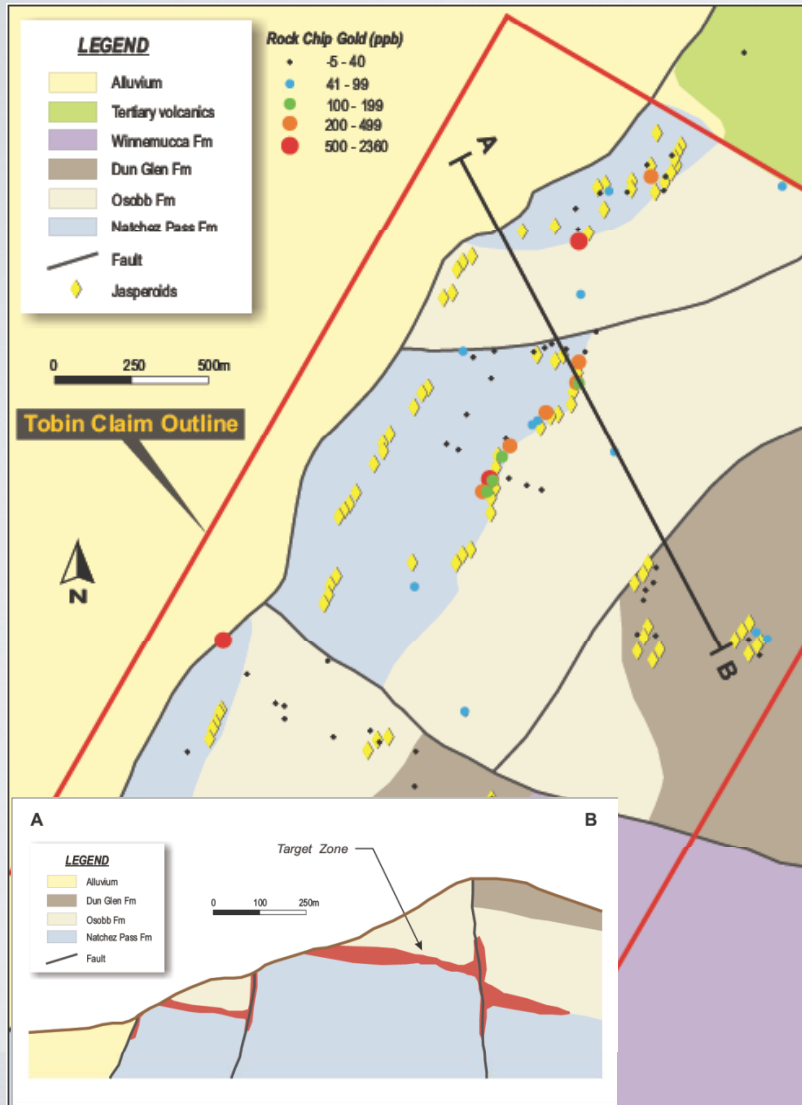 LEGEND
Alluvium
Tertiary volcanics
Winnemucca Fm
Dun Glen Fm
Osobb Fm
Natchez Pass Fm
Fault
Jasperoids
Rock Chip Gold (ppb)
-5 - 40
41 - 99
100 - 199
200 - 499
500 - 2360
0 250 500m
Tobin Claim Outline
N
A
B
A B
LEGEND
Alluvium
Dun Glen Fm
Osobb Fm
Natchez Pass Fm
Fault
0 100 250m
Target Zone